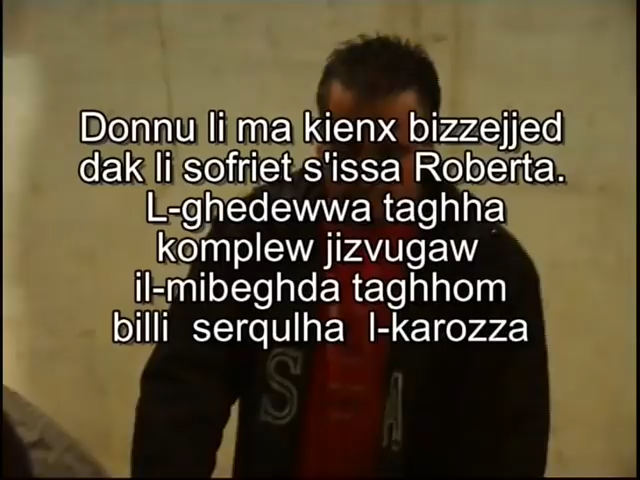 Donnu li ma kienx bizzejjed
dak li sofriet s'issa Roberta.
L-ghedewwa taghha
komplew jizvugaw
il-mibeghda taghhom
billi serqulha l-karozza